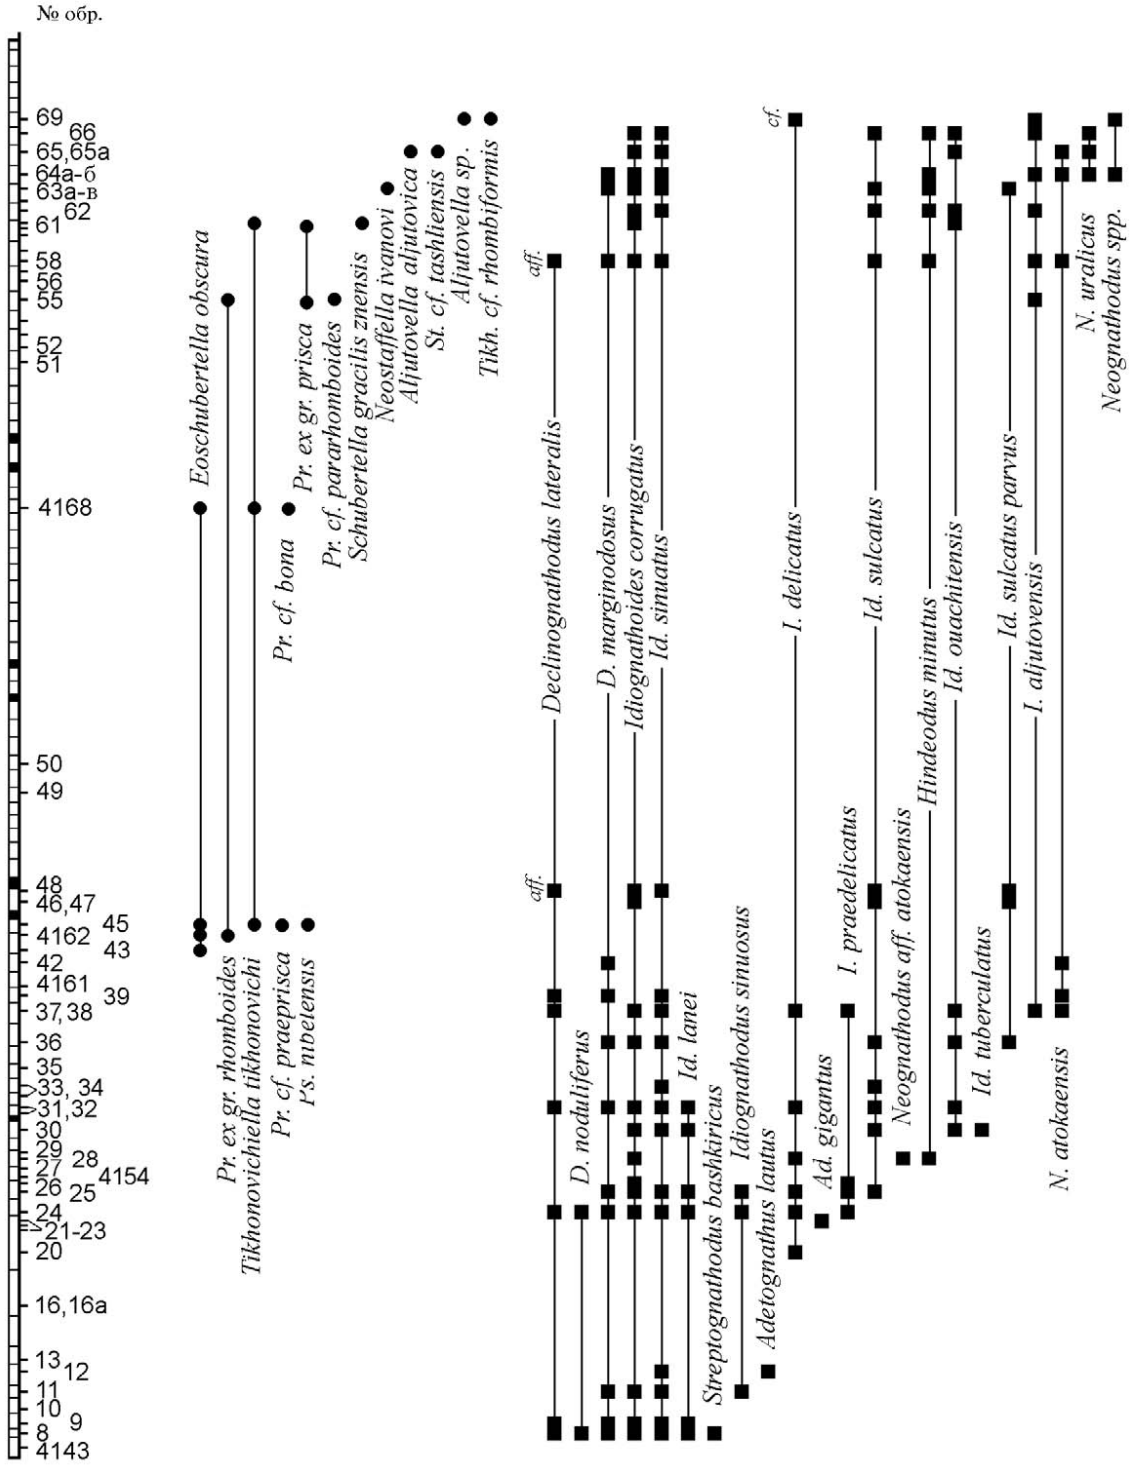 № обр.
69
66
65,65а
64а-б
63а-в
62
61
58
56
55
52
51
4168
50
49
48
46,47
45
4162
43
42
4161
39
37,38
36
35
>33, 34
>31,32
30
29
28
27
4154
26
25
24
>21-23
20
16,16а
13
12
11
10
9
8
4143
Eoschubertella obscura
Pr. ex gr. rhomboides
Tikhonovichiella tikhonovichi
Pr. cf. praeprisca
Pr. cf. bona
Ps. nibelensis
Pr. ex gr. prisca
Pr. cf. pararhomboides
Schubertella gracilis znensis
Neostaffella ivanovi
Aljutovella aljutovica
St. cf. tashliensis
Aljutovella sp.
Tikh. cf. rhombiformis
aff.
aff.
Declinognathodus lateralis
D. noduliferus
D. marginodosus
Idiognathoides corrugatus
Id. sinuatus
Id. lanei
Streptognathodus bashkiricus
Idiognathodus sinuosus
Adetognathus lautus
cf.
I. delicatus
Ad. gigantus
I. praedelicatus
Id. sulcatus
Neognathodus aff. atokaensis
Hindeodus minutus
Id. ouachitensis
Id. tuberculatus
Id. sulcatus parvus
I. aljutovensis
N. atokaensis
N. uralicus
Neognathodus spp.